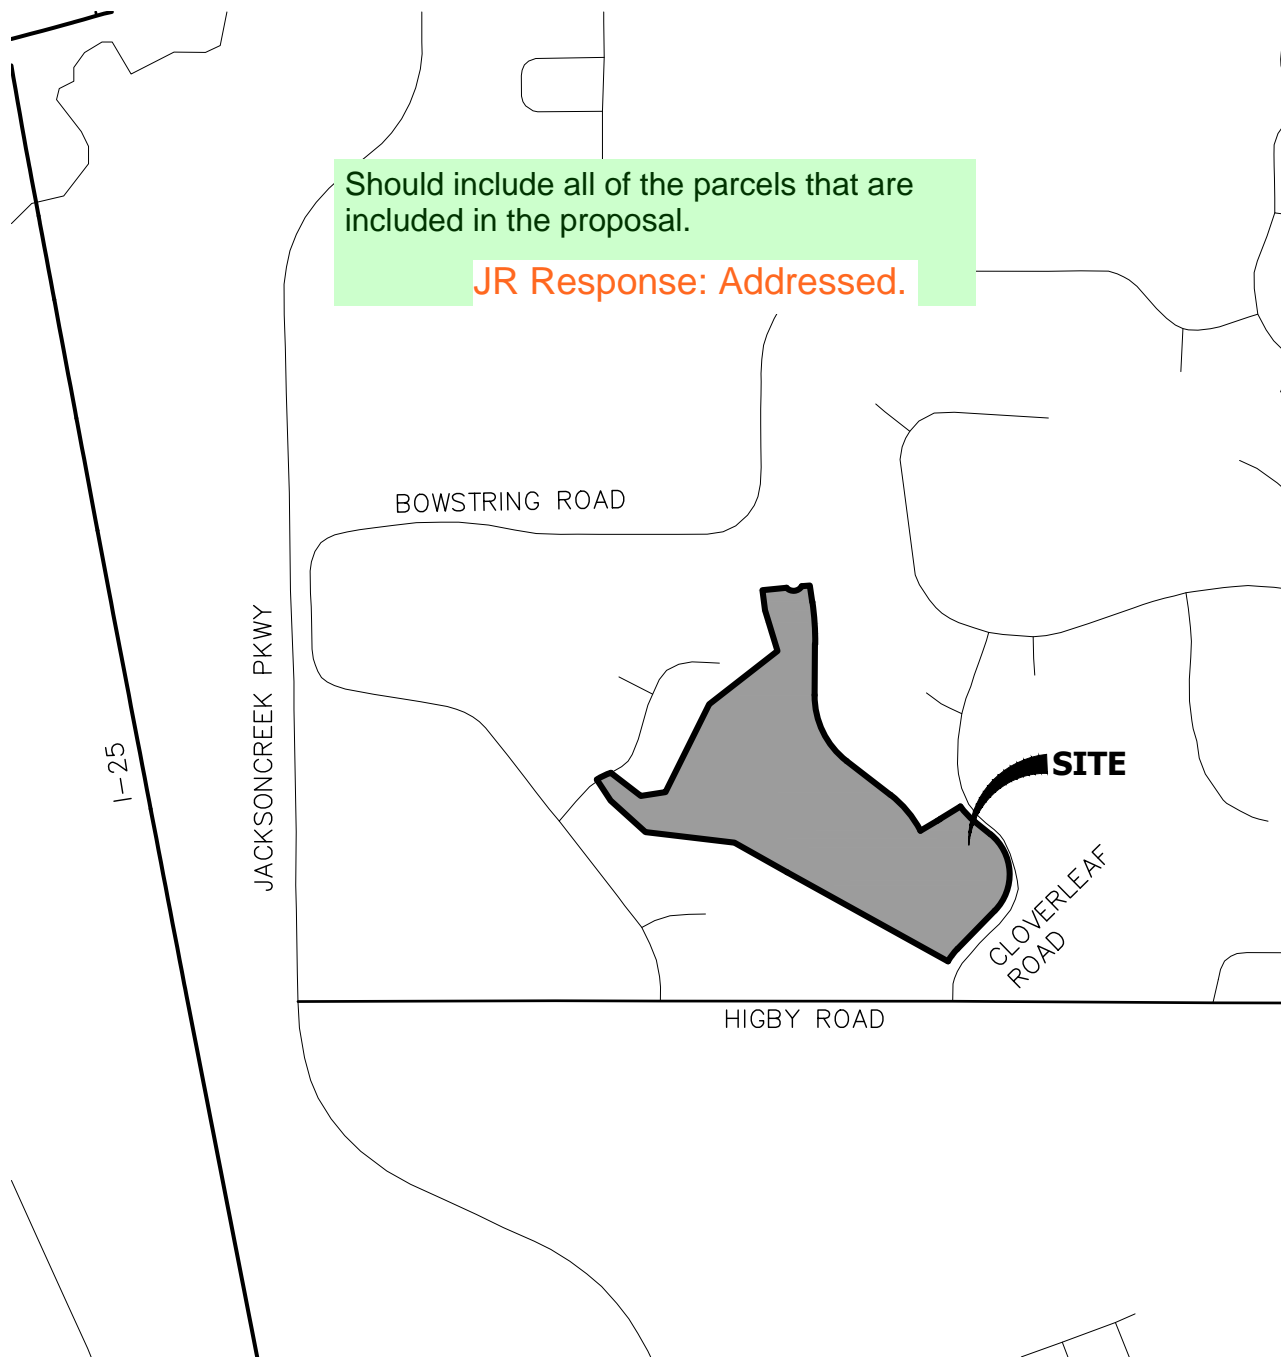 Should include all of the parcels that are
included in the proposal.
JR Response: Addressed.
BOWSTRING ROAD
JACKSONCREEK PKWY
I-25
SITE
CLOVERLEAF
ROAD
HIGBY ROAD